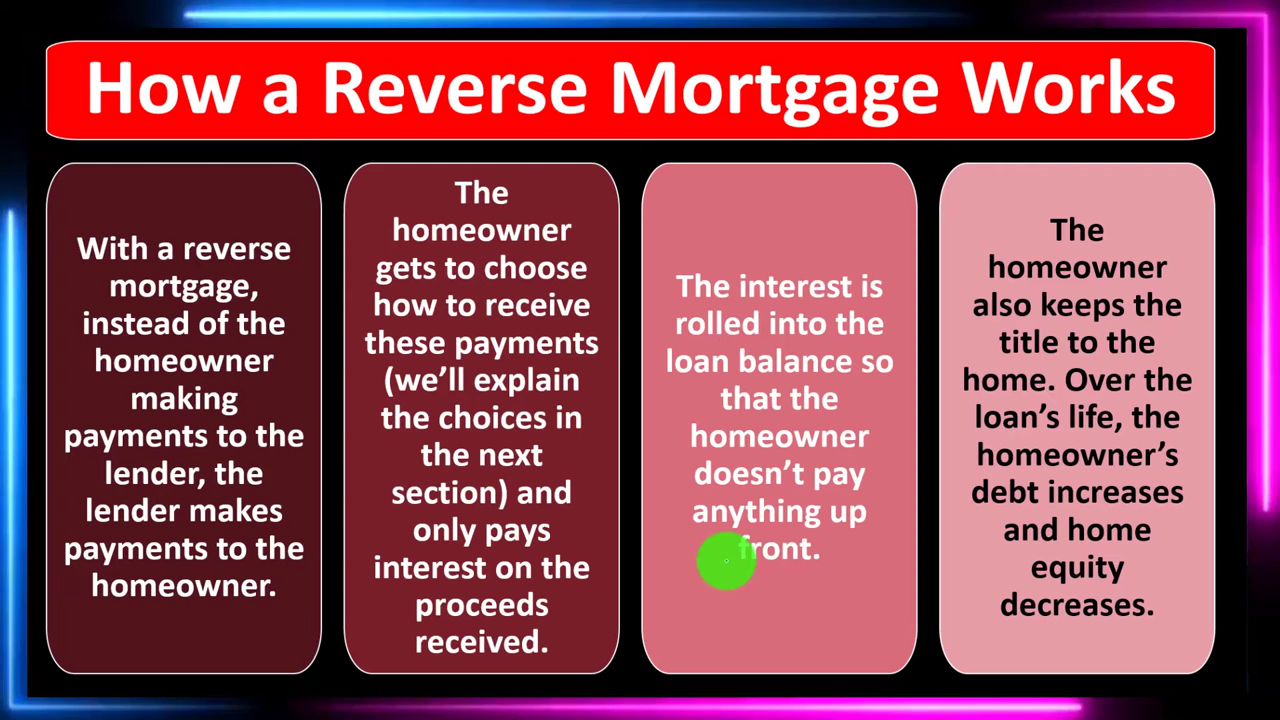 How a Reverse Mortgage Works
With a reverse
mortgage,
instead of the
homeowner
making
payments to the
lender, the
lender makes
payments to the
homeowner.
The
homeowner
gets to choose
how to receive
these payments
(we’ll explain
the choices in
the next
section) and
only pays
interest on the
proceeds
received.
The interest is
rolled into the
loan balance so
that the
homeowner
doesn’t pay
anything up
front.
The
homeowner
also keeps the
title to the
home. Over the
loan’s life, the
homeowner’s
debt increases
and home
equity
decreases.